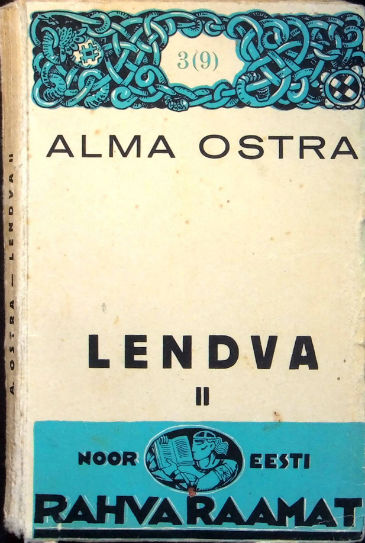 3(9)
ALMA OSTRA
LENDVA
II
NOOR EESTI
RAHVARAAMAT
A. OSTRA — LENDVA II